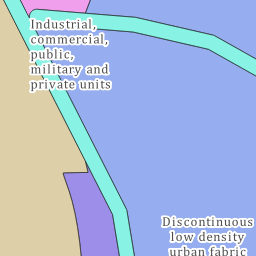 Industrial,
commercial,
public,
military and
private units
Discontinuous
low density
urban fabric